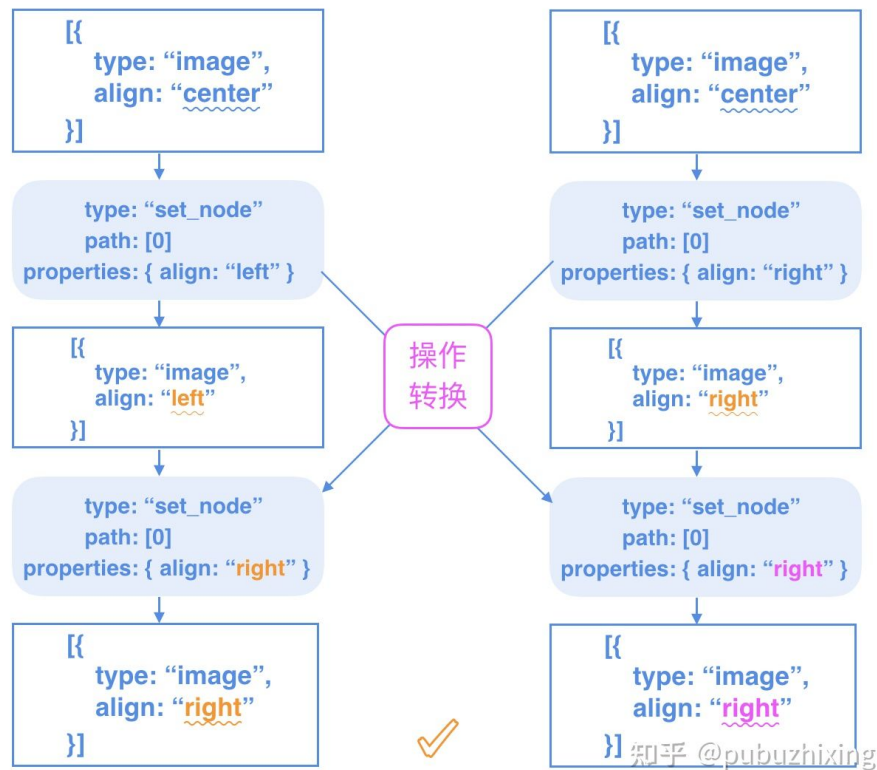 [{
type: “image”,
align: “center”
}]
type: “set_node”
path: [0]
properties: { align: “left” }
[{
type: “image”,
align: “left”
}]
type: “set_node”
path: [0]
properties: { align: “right” }
[{
type: “image”,
align: “right”
}]
操作
转换
[{
type: “image”,
align: “center”
}]
type: “set_node”
path: [0]
properties: { align: “right” }
[{
type: “image”,
align: “right”
}]
type: “set_node”
path: [0]
properties: { align: “right” }
[{
type: “image”,
align: “right”
}]
知乎 @pubuzhixing